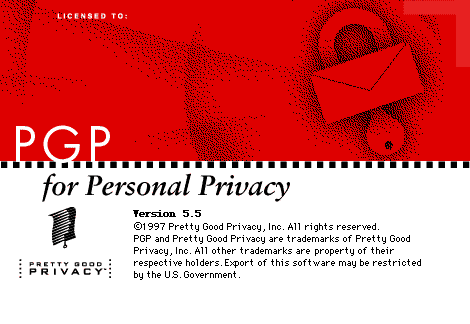 LICENSED TO:
PGP
for Personal Privacy
Version 5.5
©1997 Pretty Good Privacy, Inc. All rights reserved.
PGP and Pretty Good Privacy are trademarks of Pretty Good
Privacy, Inc. All other trademarks are property of their
respective holders. Export of this software may be restricted
by the U.S. Government.
PRETTY GOOD
PRIVACY™